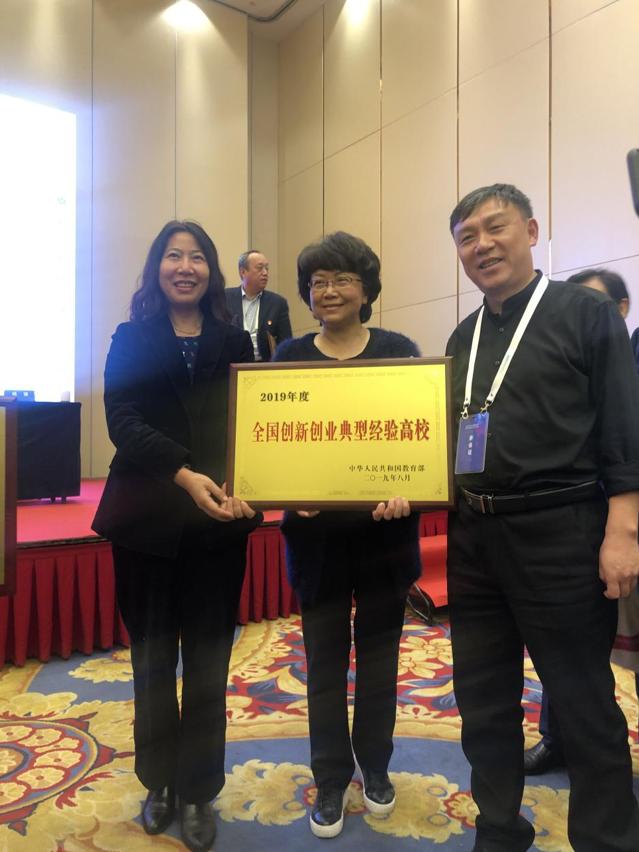 2019年度
全国创新创业典型经验高校
中华人民共和国教育部
二〇一九年八月